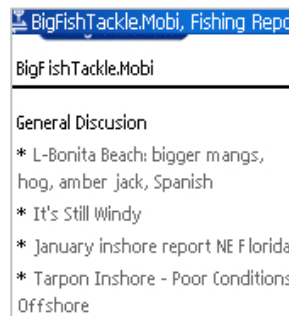 BigFishTackle.Mobi, Fishing Repo
BigFishTackle.Mobi
General Discusion
* L-Bonita Beach: bigger mangs,
hog, amber jack, Spanish
* It's Still Windy
* January inshore report NE Florida
* Tarpon Inshore - Poor Conditions
Offshore